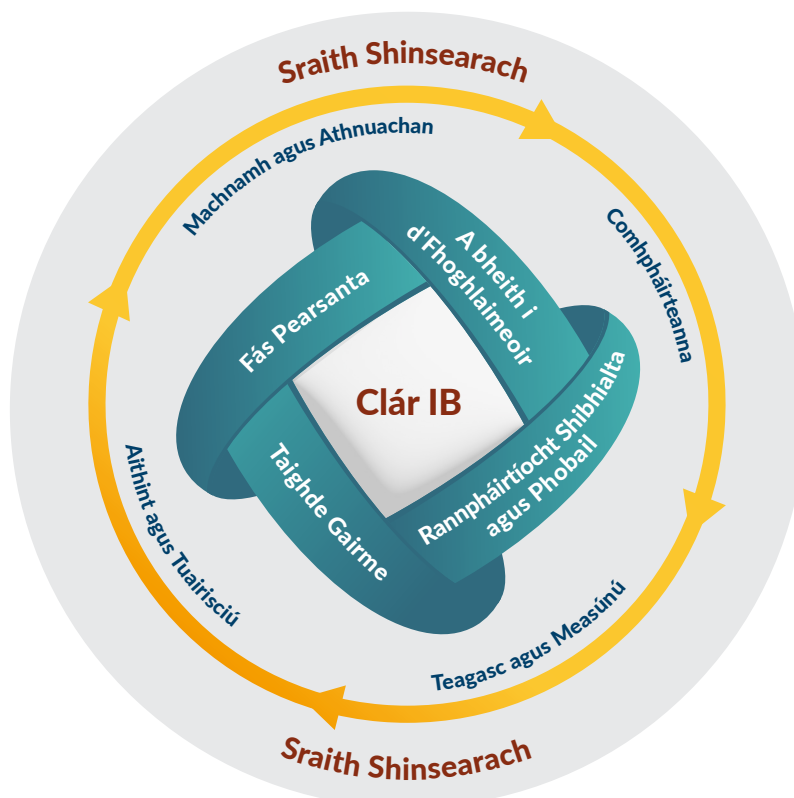 Sraith Shinsearach
Machnamh agus Athnuachan
Comhpháirteanna
A bheith i
d'Fhoghlaimeoir
Fás Pearsanta
Clár IB
Rannpháirtíocht Shibhialta
agus Phobail
Taighde Gairme
Aithint agus Tuairisciú
Teagasc agus Measúnú
Sraith Shinsearach